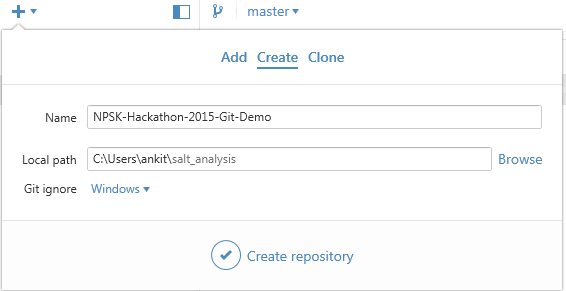 master
Add Create Clone
Name NPSK-Hackathon-2015-Git-Demo
Local path C:\Users\ankit\salt_analysis Browse
Git ignore Windows
Create repository